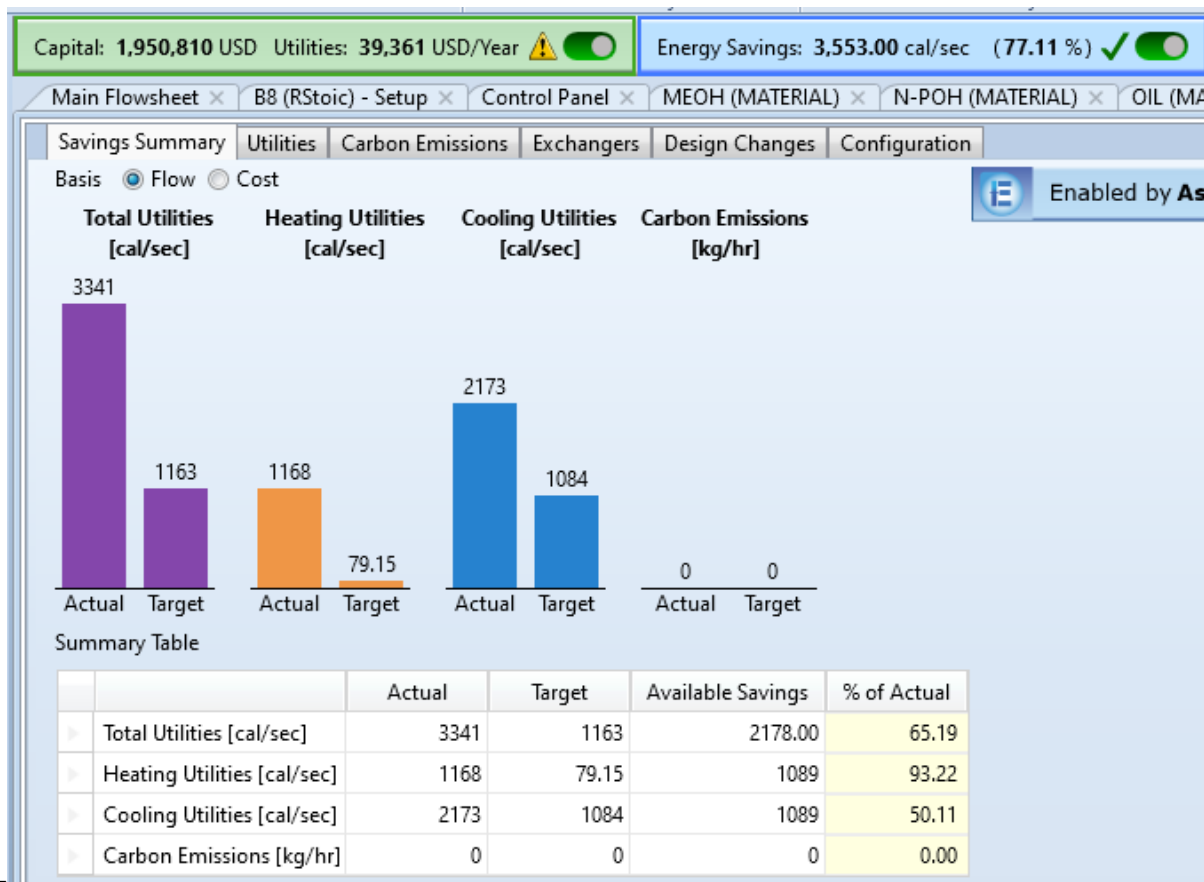 Capital: 1,950,810 USD Utilities: 39,361 USD/Year
Energy Savings: 3,553.00 cal/sec (77.11 %)
Main Flowsheet × B8 (RStoic) - Setup × Control Panel × MEOH (MATERIAL) × N-POH (MATERIAL) × OIL (MA
Savings Summary Utilities Carbon Emissions Exchangers Design Changes Configuration
Basis Flow Cost
Enabled by As
Total Utilities Heating Utilities Cooling Utilities Carbon Emissions
[cal/sec] [cal/sec] [cal/sec] [kg/hr]
3341
2173
1163 1168 1084
79.15
0 0
Actual Target Actual Target Actual Target Actual Target
Summary Table
Actual Target Available Savings % of Actual
Total Utilities [cal/sec] 3341 1163 2178.00 65.19
Heating Utilities [cal/sec] 1168 79.15 1089 93.22
Cooling Utilities [cal/sec] 2173 1084 1089 50.11
Carbon Emissions [kg/hr] 0 0 0 0.00